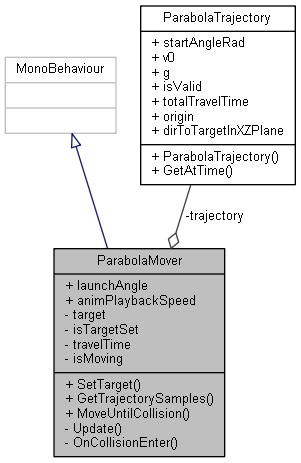 ParabolaTrajectory
+ startAngleRad
+ v0
+ g
+ isValid
+ totalTravelTime
+ origin
+ dirToTargetInXZPlane
+ ParabolaTrajectory()
+ GetAtTime()
MonoBehaviour
-trajectory
ParabolaMover
+ launchAngle
+ animPlaybackSpeed
- target
- isTargetSet
- travelTime
- isMoving
+ SetTarget()
+ GetTrajectorySamples()
+ MoveUntilCollision()
- Update()
- OnCollisionEnter()